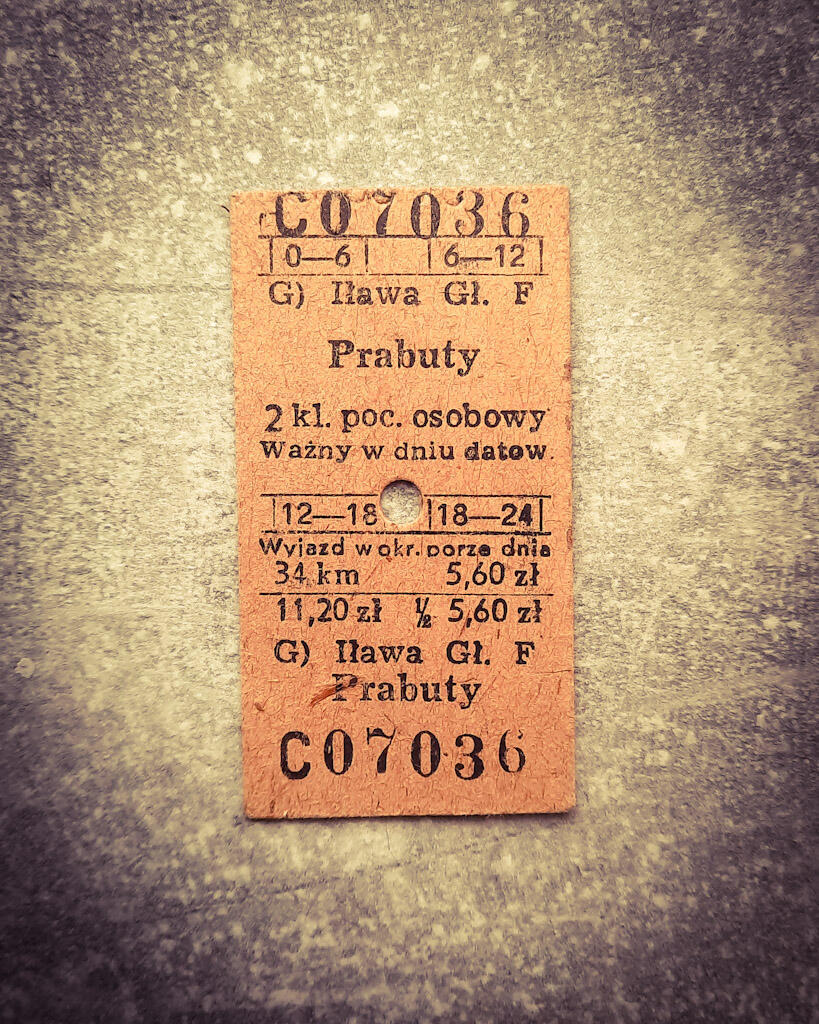 C07036
0—6 6—12
G) Iława Gł. F
Prabuty
2 kl. poc. osobowy
Ważny w dniu datow.
12—18 18—24
Wyjazd w okr. porze dnia
34 km 5,60 zł
11,20 zł ½ 5,60 zł
G) Iława Gł. F
Prabuty
C07036